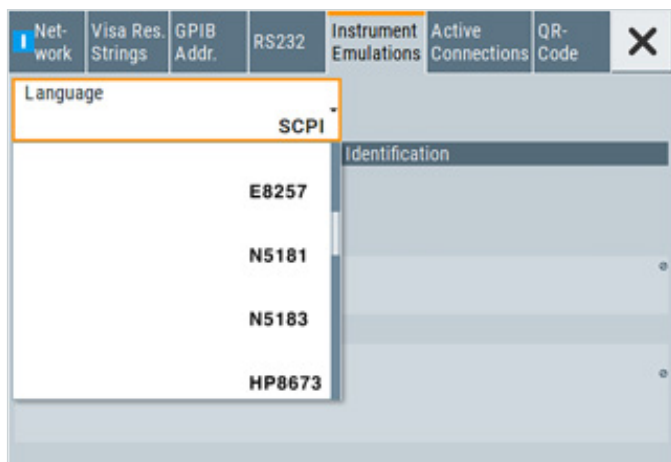 Net-
work
Visa Res.
Strings
GPIB
Addr.
RS232
Instrument
Emulations
Active
Connections
QR-
Code
Language
SCPI
Identification
E8257
N5181
N5183
HP8673